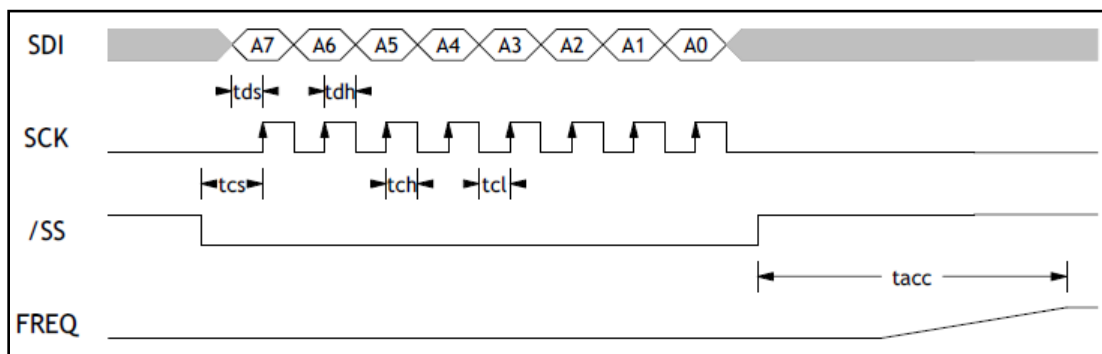 SDI A7 A6 A5 A4 A3 A2 A1 A0
tds tdh
SCK
tcs tch tcl
/SS
tacc
FREQ